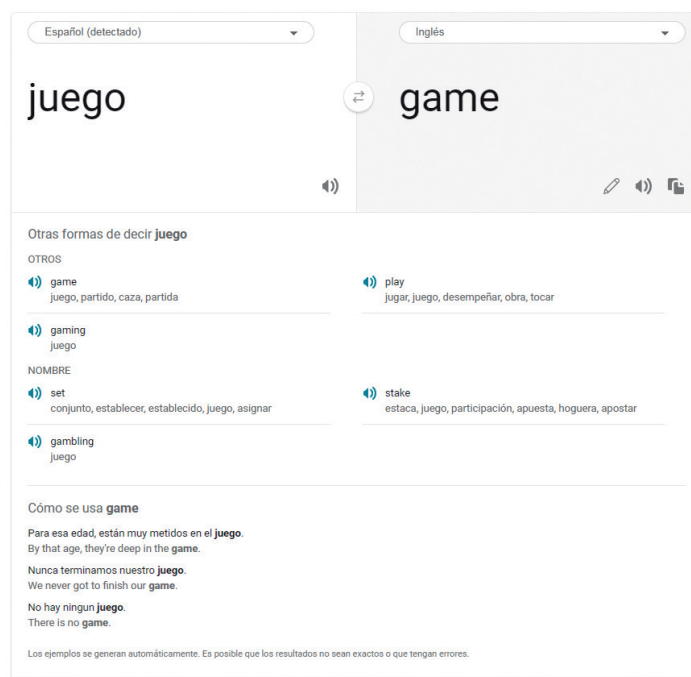 Español (detectado)
Inglés
juego
game
Otras formas de decir juego
OTROS
game
juego, partido, caza, partida
play
jugar, juego, desempeñar, obra, tocar
gaming
juego
NOMBRE
set
conjunto, establecer, establecido, juego, asignar
stake
estaca, juego, participación, apuesta, hoguera, apostar
gambling
juego
Cómo se usa game
Para esa edad, están muy metidos en el juego.
By that age, they're deep in the game.
Nunca terminamos nuestro juego.
We never got to finish our game.
No hay ningun juego.
There is no game.
Los ejemplos se generan automáticamente. Es posible que los resultados no sean exactos o que tengan errores.